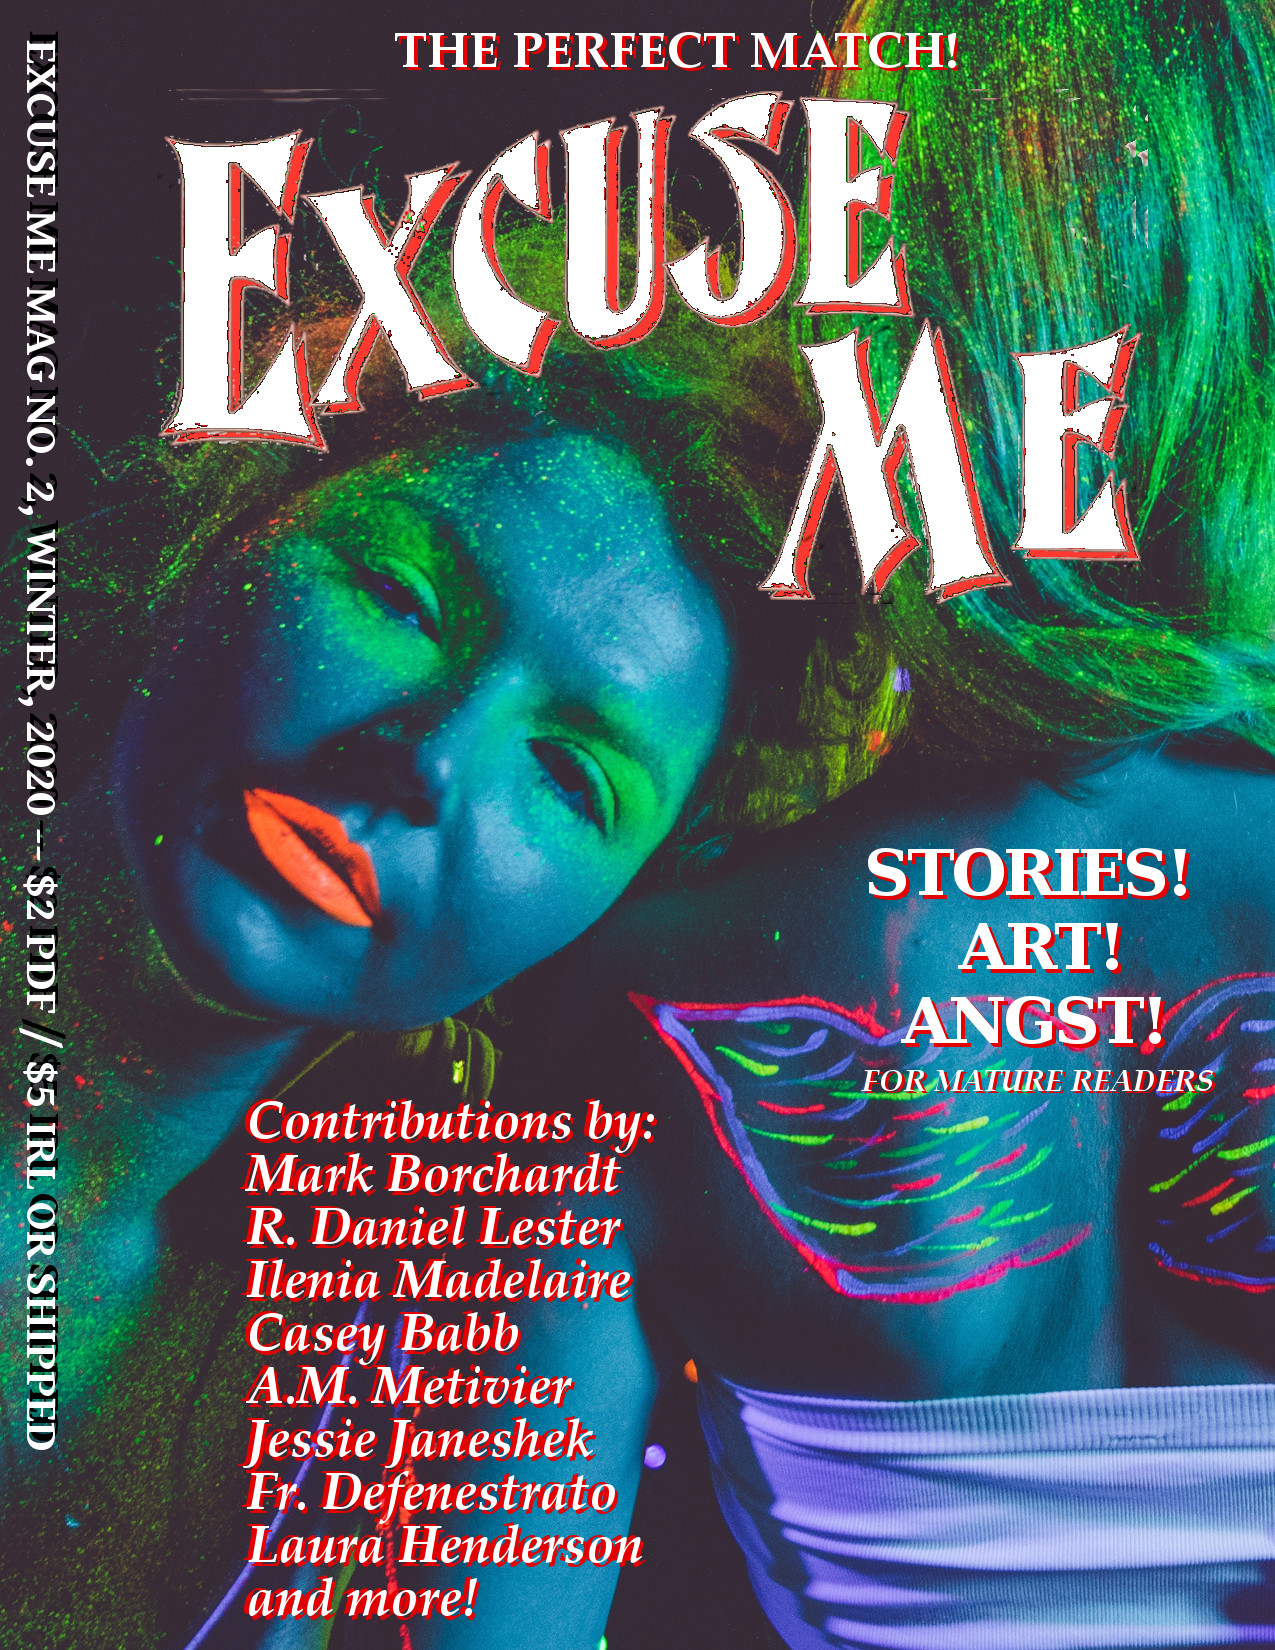 THE PERFECT MATCH!
EXCUSE
ME
EXCUSE ME MAG NO. 2, WINTER, 2020 -- $2 PDF // $5 IRL OR SHIPPED
STORIES!
ART!
ANGST!
FOR MATURE READERS
Contributions by:
Mark Borchardt
R. Daniel Lester
Ilenia Madelaire
Casey Babb
A.M. Metivier
Jessie Janeshek
Fr. Defenestrato
Laura Henderson
and more!